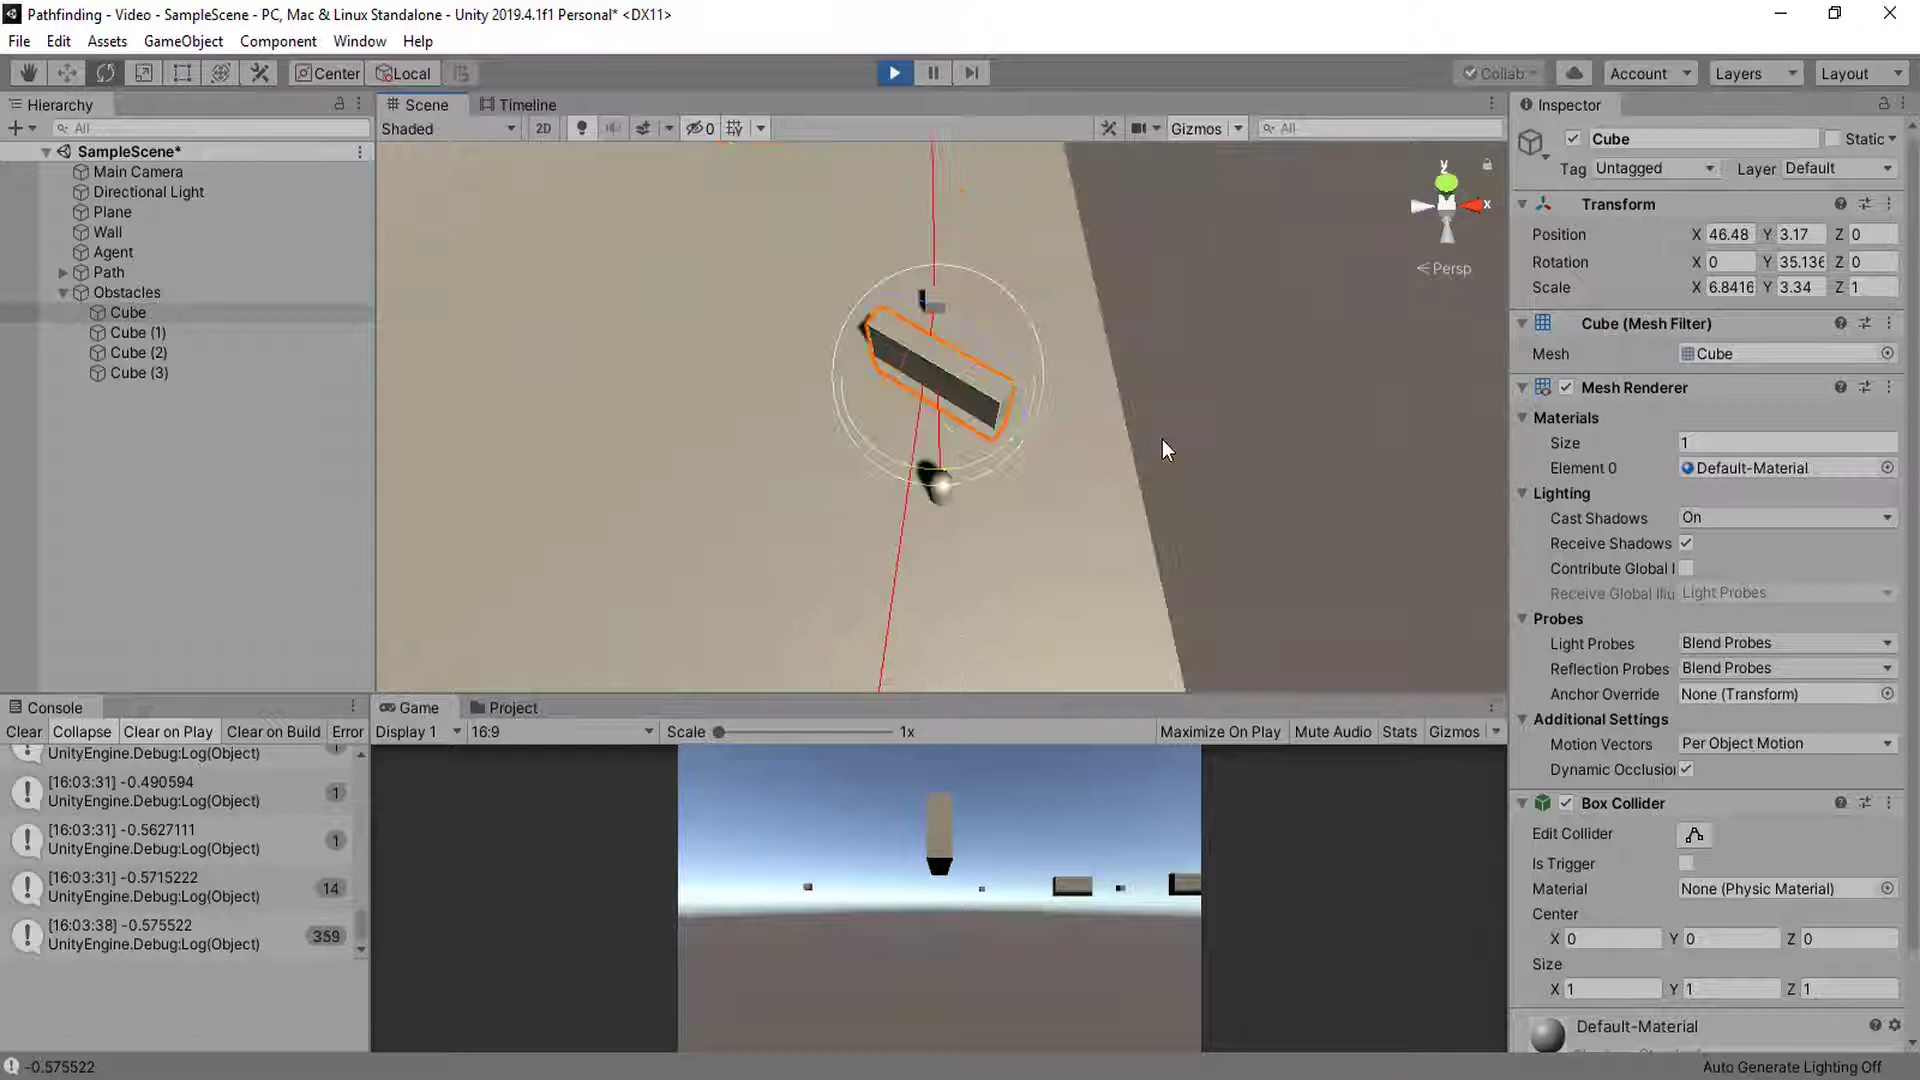 Pathfinding - Video - SampleScene - PC, Mac & Linux Standalone - Unity 2019.4.1f1 Personal* <DX11>
File Edit Assets GameObject Component Window Help
Center Local Collab Account Layers Layout
Hierarchy
All
SampleScene*
Main Camera
Directional Light
Plane
Wall
Agent
Path
Obstacles
Cube
Cube (1)
Cube (2)
Cube (3)
Scene Timeline
Shaded 2D 0 Gizmos All
y
x
Persp
Inspector
Cube Static
Tag Untagged Layer Default
Transform
Position X 46.48 Y 3.17 Z 0
Rotation X 0 Y 35.136 Z 0
Scale X 6.8416 Y 3.34 Z 1
Cube (Mesh Filter)
Mesh Cube
Mesh Renderer
Materials
Size 1
Element 0 Default-Material
Lighting
Cast Shadows On
Receive Shadows
Contribute Global I
Receive Global Illu Light Probes
Probes
Light Probes Blend Probes
Reflection Probes Blend Probes
Anchor Override None (Transform)
Additional Settings
Motion Vectors Per Object Motion
Dynamic Occlusion
Box Collider
Edit Collider
Is Trigger
Material None (Physic Material)
Center
X 0 Y 0 Z 0
Size
X 1 Y 1 Z 1
Default-Material
Console
Clear Collapse Clear on Play Clear on Build Error
UnityEngine.Debug:Log(Object)
[16:03:31] -0.490594
UnityEngine.Debug:Log(Object) 1
[16:03:31] -0.5627111
UnityEngine.Debug:Log(Object) 1
[16:03:31] -0.5715222
UnityEngine.Debug:Log(Object) 14
[16:03:38] -0.575522
UnityEngine.Debug:Log(Object) 359
Game Project
Display 1 16:9 Scale 1x Maximize On Play Mute Audio Stats Gizmos
-0.575522
Auto Generate Lighting Off